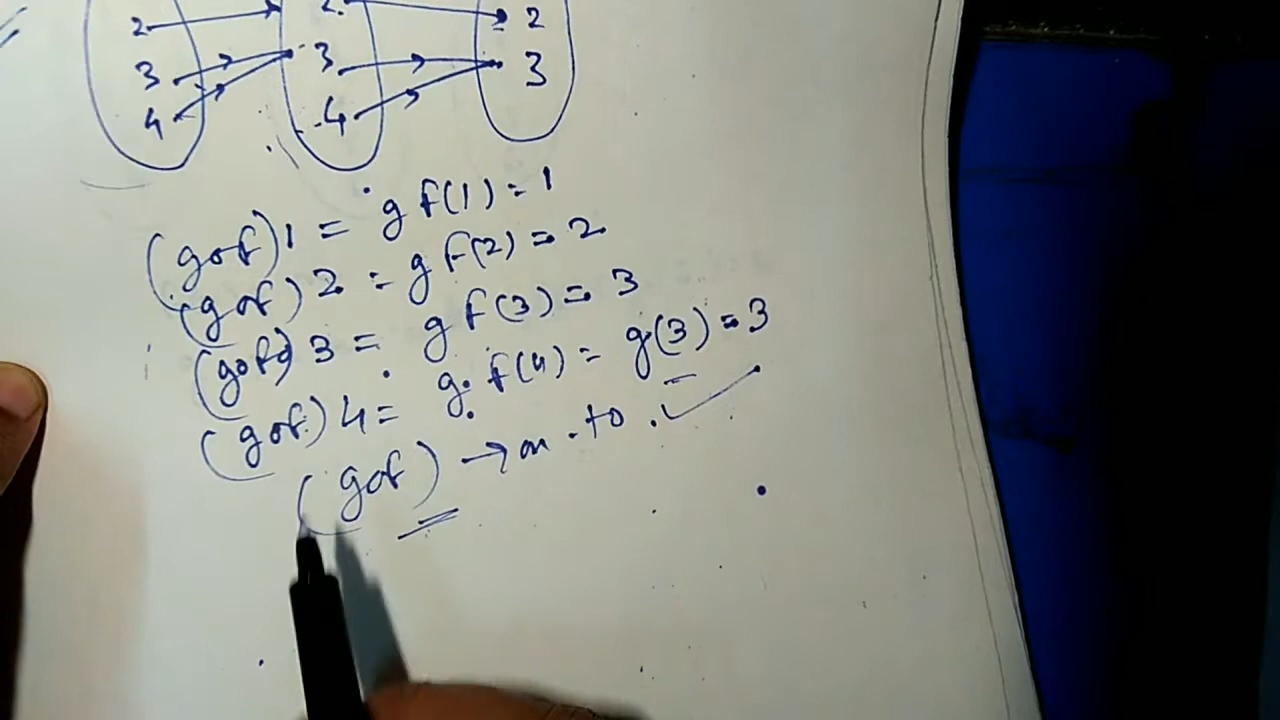 2 2 2
3 3 3
4 4
(gof) 1 = g f(1) = 1
(gof) 2 = g f(2) = 2
(gof) 3 = g f(3) = 3
(gof) 4 = g f(4) = g(3) = 3
(gof) → on-to